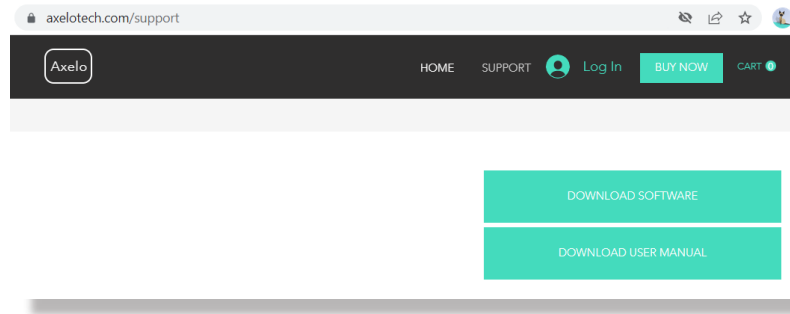 axelotech.com/support
Axelo HOME SUPPORT Log In BUY NOW CART 0
DOWNLOAD SOFTWARE
DOWNLOAD USER MANUAL